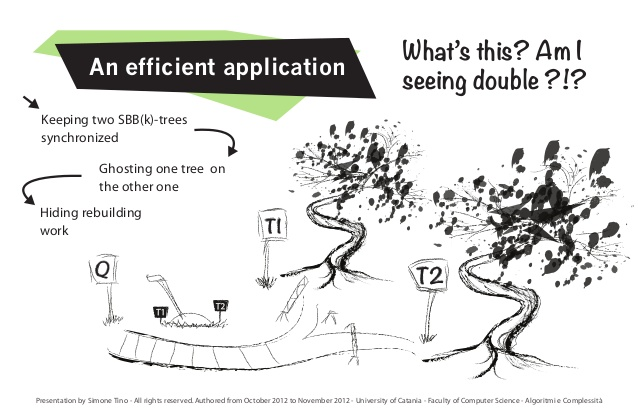 An efficient application
What's this? Am I
seeing double ?!?
Keeping two SBB(k)-trees
synchronized
Ghosting one tree on
the other one
Hiding rebuilding
work
T1
T2
Q
T1
T2
Presentation by Simone Tino - All rights reserved. Authored from October 2012 to November 2012 - University of Catania - Faculty of Computer Science - Algoritmi e Complessità